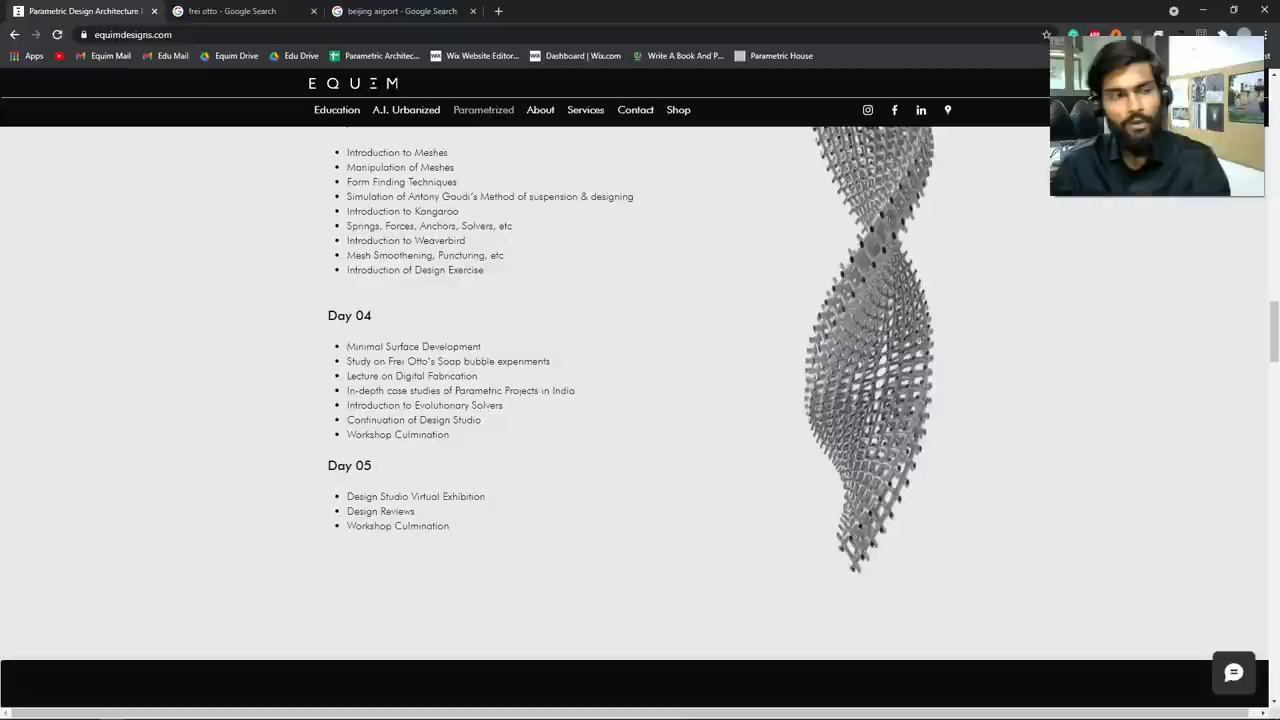 Parametric Design Architecture
frei otto - Google Search
beijing airport - Google Search
equimdesigns.com
Apps
Equim Mail
Edu Mail
Equim Drive
Edu Drive
Parametric Architec...
Wix Website Editor...
Dashboard | Wix.com
Write A Book And P...
Parametric House
EQUIM
Education
A.I. Urbanized
Parametrized
About
Services
Contact
Shop
• Introduction to Meshes
• Manipulation of Meshes
• Form Finding Techniques
• Simulation of Antony Gaudi's Method of suspension & designing
• Introduction to Kangaroo
• Springs, Forces, Anchors, Solvers, etc
• Introduction to Weaverbird
• Mesh Smoothening, Puncturing, etc
• Introduction of Design Exercise
Day 04
• Minimal Surface Development
• Study on Frei Otto's Soap bubble experiments
• Lecture on Digital Fabrication
• In-depth case studies of Parametric Projects in India
• Introduction to Evolutionary Solvers
• Continuation of Design Studio
• Workshop Culmination
Day 05
• Design Studio Virtual Exhibition
• Design Reviews
• Workshop Culmination